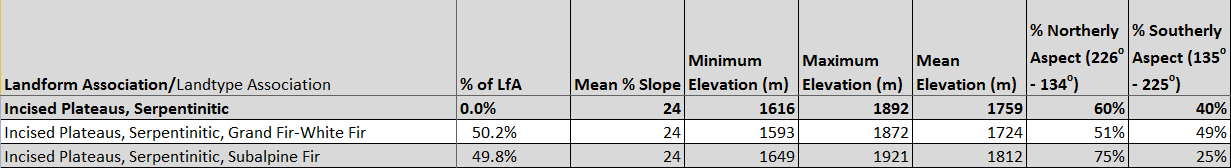 Landform Association/Landtype Association % of LfA Mean % Slope Minimum Elevation (m) Maximum Elevation (m) Mean Elevation (m) % Northerly Aspect (226° - 134°) % Southerly Aspect (135° - 225°)
Incised Plateaus, Serpentinitic 0.0% 24 1616 1892 1759 60% 40%
Incised Plateaus, Serpentinitic, Grand Fir-White Fir 50.2% 24 1593 1872 1724 51% 49%
Incised Plateaus, Serpentinitic, Subalpine Fir 49.8% 24 1649 1921 1812 75% 25%